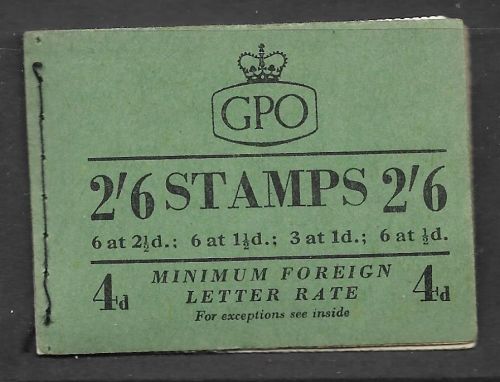 GPO
2/6 STAMPS 2/6
6 at 2½d.; 6 at 1½d.; 3 at 1d.; 6 at ½d.
4d MINIMUM FOREIGN LETTER RATE 4d
For exceptions see inside